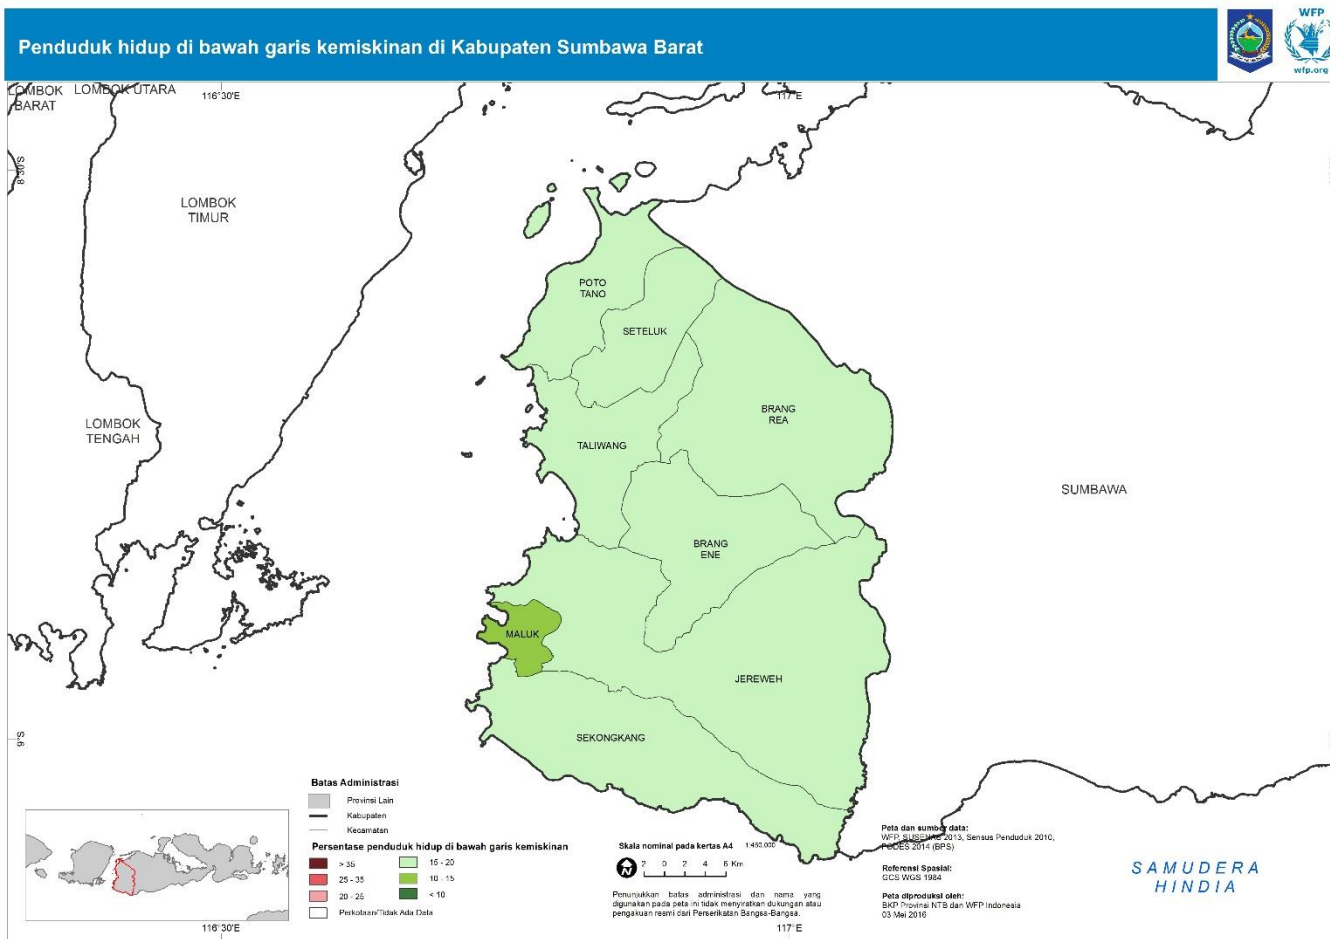 Penduduk hidup di bawah garis kemiskinan di Kabupaten Sumbawa Barat
WFP
wfp.org
LOMBOK
BARAT
LOMBOK UTARA
116°30'E
117°E
8°30'S
LOMBOK
TIMUR
POTO
TANO
SETELUK
BRANG
REA
LOMBOK
TENGAH
TALIWANG
SUMBAWA
BRANG
ENE
MALUK
JEREWEH
SEKONGKANG
9°S
Batas Administrasi
Provinsi Lain
Kabupaten
Kecamatan
Persentase penduduk hidup di bawah garis kemiskinan
> 35
25 - 35
20 - 25
Perkotaan/Tidak Ada Data
15 - 20
10 - 15
< 10
Skala nominal pada kertas A4 1:450.000
N
2 0 2 4 6 Km
Penunjukkan batas administrasi dan nama yang
digunakan pada peta ini tidak menyiratkan dukungan atau
pengakuan resmi dari Perserikatan Bangsa-Bangsa.
Peta dan sumber data:
WFP, SUSENAS 2013, Sensus Penduduk 2010,
PODES 2014 (BPS)
Referensi Spasial:
GCS WGS 1984
Peta diproduksi oleh:
BKP Provinsi NTB dan WFP Indonesia
03 Mei 2016
SAMUDERA
HINDIA
116°30'E
117°E